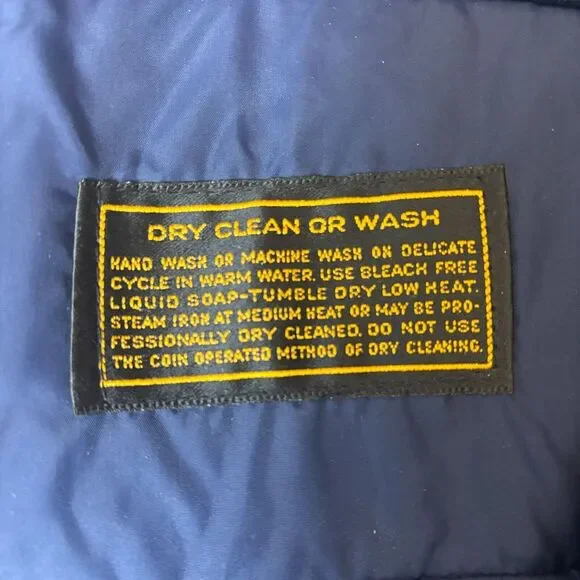 DRY CLEAN OR WASH
HAND WASH OR MACHINE WASH ON DELICATE
CYCLE IN WARM WATER. USE BLEACH FREE
LIQUID SOAP-TUMBLE DRY LOW HEAT.
STEAM IRON AT MEDIUM HEAT OR MAY BE PRO-
FESSIONALLY DRY CLEANED. DO NOT USE
THE COIN OPERATED METHOD OF DRY CLEANING.